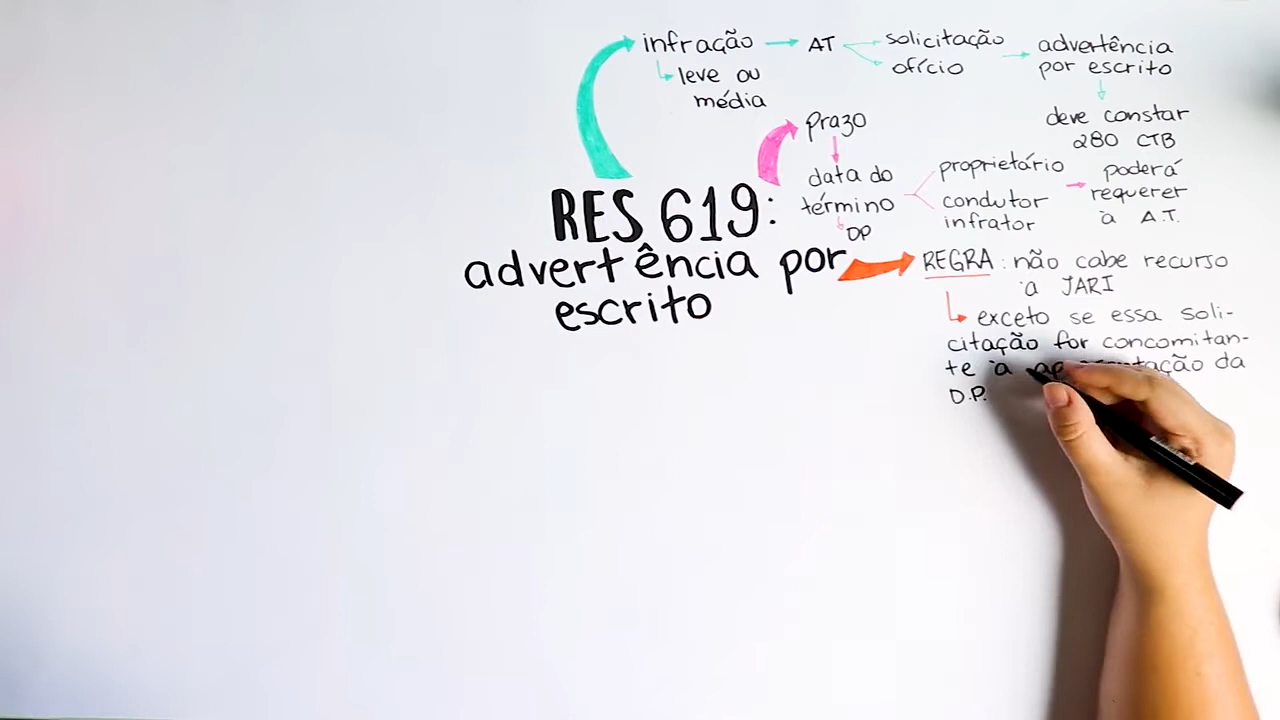 RES 619:
advertência por
escrito
infração → AT
leve ou
média
solicitação
ofício
advertência
por escrito
deve constar
280 CTB
prazo
data do
término
DP
proprietário
condutor
infrator
poderá
requerer
à A.T.
REGRA: não cabe recurso
à JARI
exceto se essa soli-
citação for concomitan-
te à da
D.P.